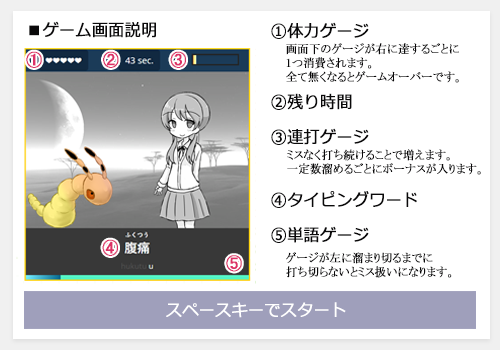 ■ゲーム画面説明
①
②
43 sec.
③
ふくつう
④
腹痛
u
⑤
①体力ゲージ
画面下のゲージが右に達するごとに
1つ消費されます。
全て無くなるとゲームオーバーです。
②残り時間
③連打ゲージ
ミスなく打ち続けることで増えます。
一定数溜めるごとにボーナスが入ります。
④タイピングワード
⑤単語ゲージ
ゲージが左に溜まり切るまでに
打ち切らないとミス扱いになります。
スペースキーでスタート